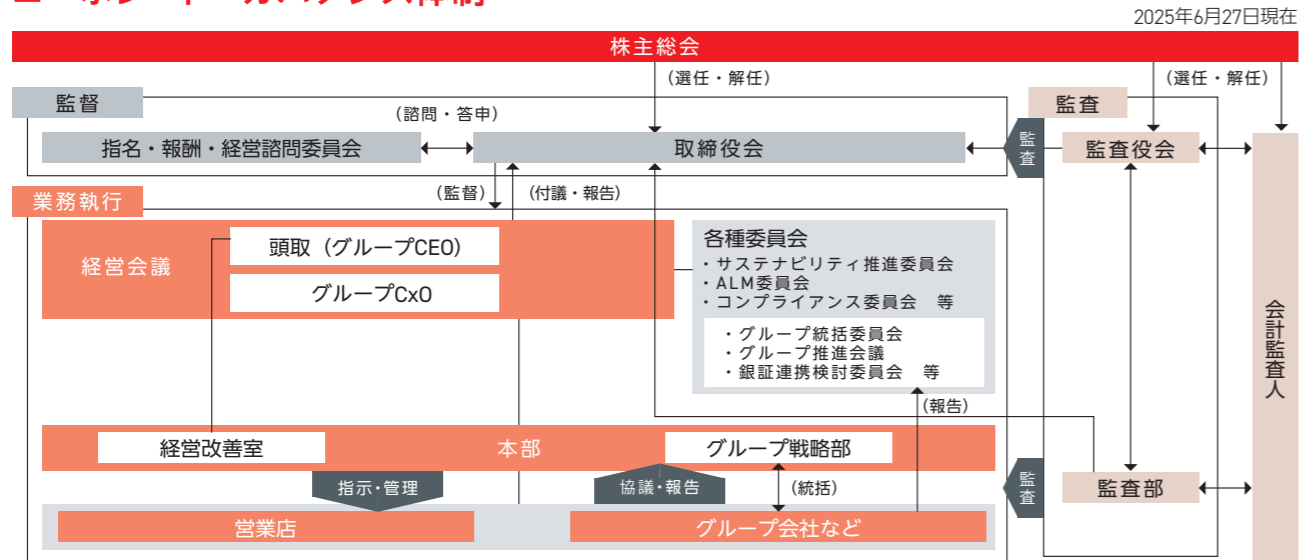 2025年6月27日現在
株主総会
（選任・解任）
（選任・解任）
監督
監査
（諮問・答申）
指名・報酬・経営諮問委員会
取締役会
監査
監査役会
（監督）
（付議・報告）
業務執行
経営会議
頭取（グループCEO）
グループCxO
各種委員会
・サステナビリティ推進委員会
・ALM委員会
・コンプライアンス委員会　等
・グループ統括委員会
・グループ推進会議
・銀証連携検討委員会　等
会計監査人
（報告）
経営改善室
本部
グループ戦略部
指示・管理
協議・報告
（統括）
監査
監査部
営業店
グループ会社など